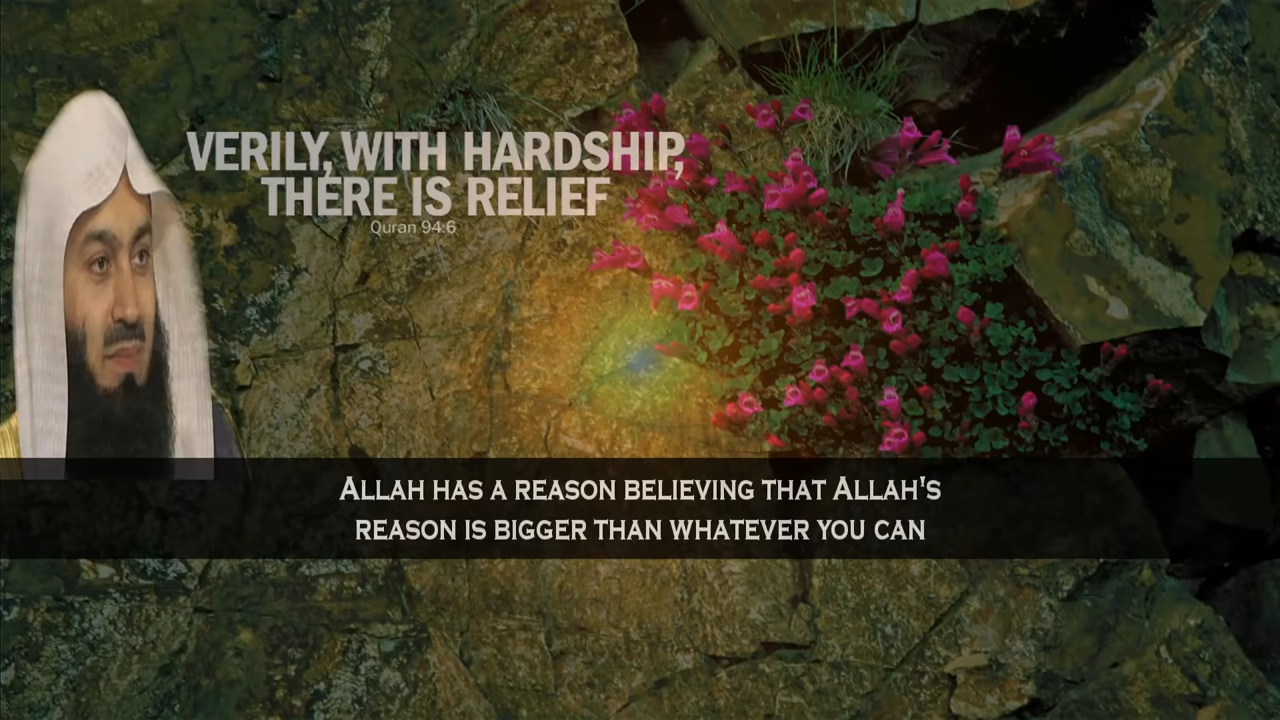 VERILY, WITH HARDSHIP,
THERE IS RELIEF
Quran 94:6
ALLAH HAS A REASON BELIEVING THAT ALLAH'S
REASON IS BIGGER THAN WHATEVER YOU CAN